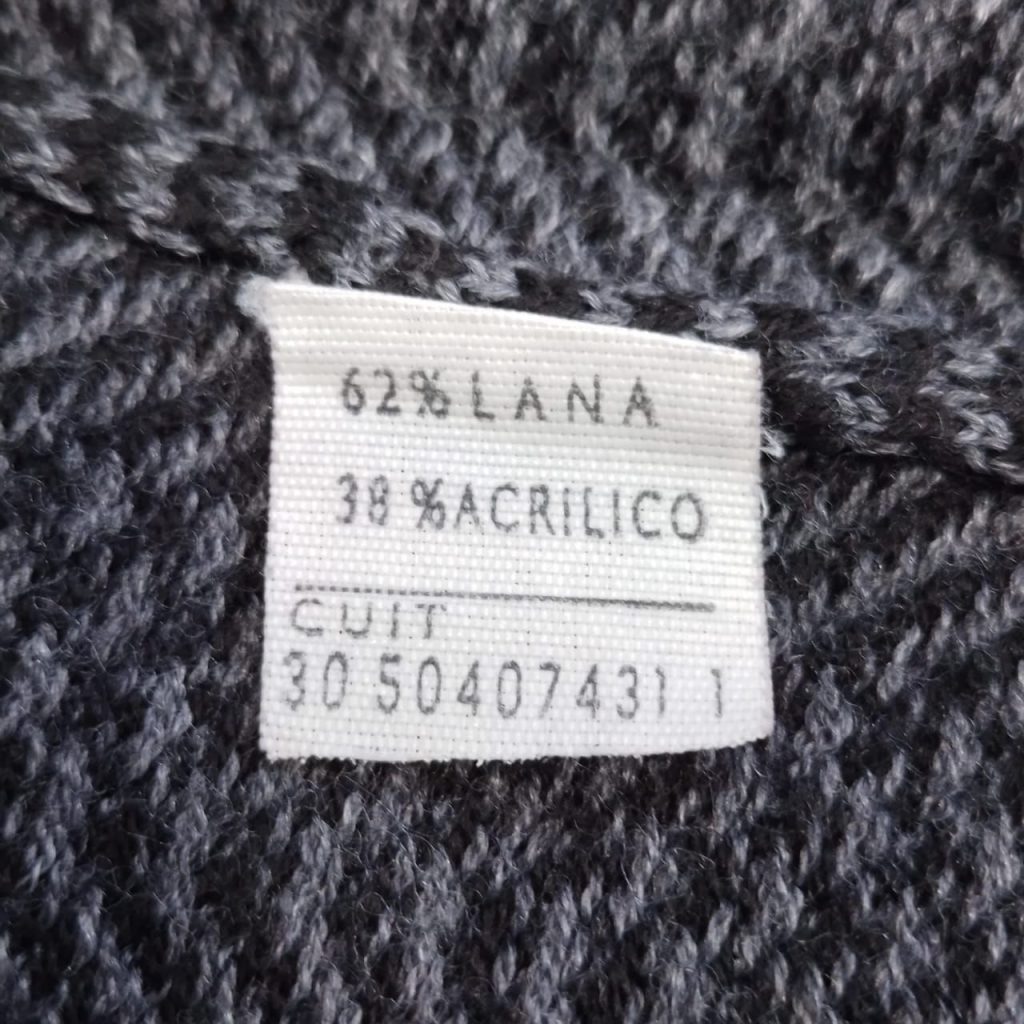 62% LANA
38 % ACRILICO
CUIT
30 50407431 1